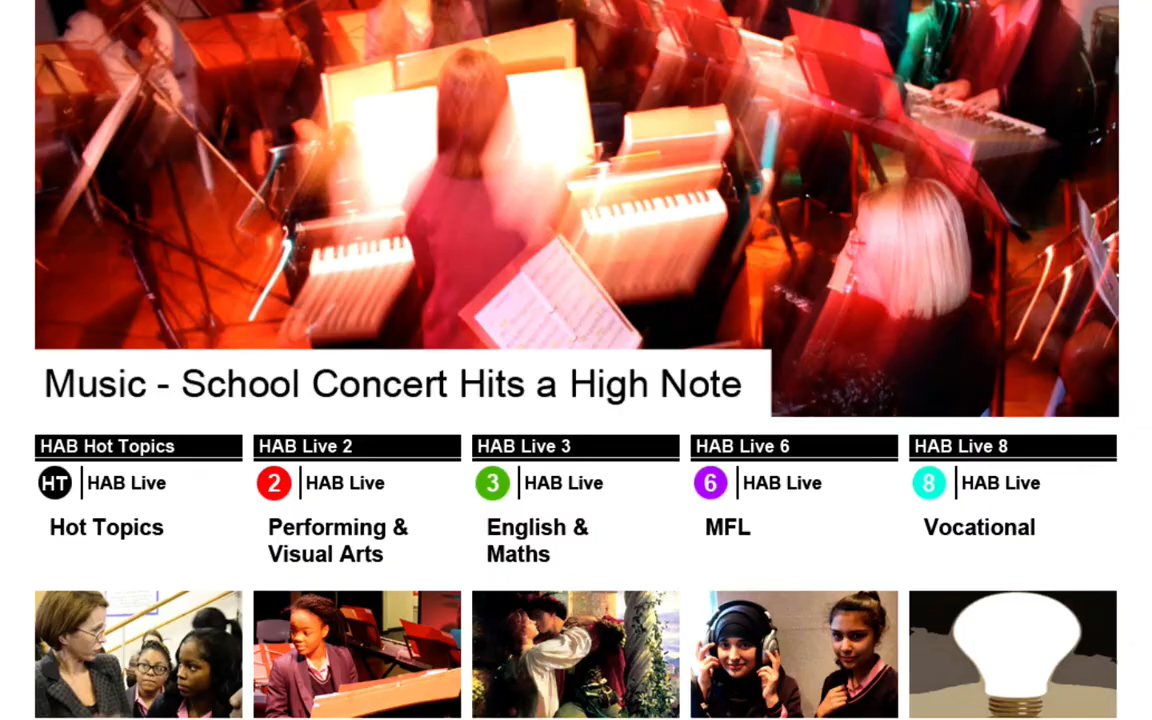 Music - School Concert Hits a High Note
HAB Hot Topics
HAB Live 2
HAB Live 3
HAB Live 6
HAB Live 8
HT HAB Live
2 HAB Live
3 HAB Live
6 HAB Live
8 HAB Live
Hot Topics
Performing &
Visual Arts
English &
Maths
MFL
Vocational